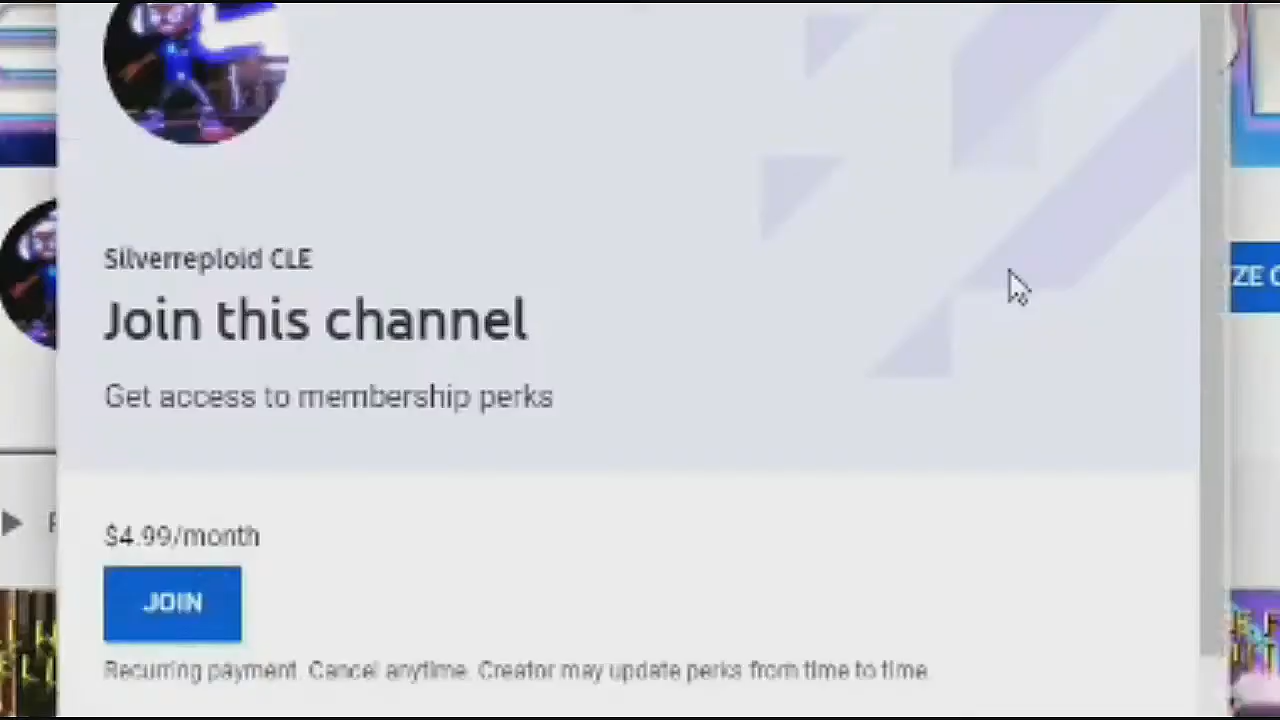 Silverreploid CLE
Join this channel
ZE
Get access to membership perks
$4.99/month
JOIN
Recurring payment. Cancel anytime. Creator may update perks from time to time.